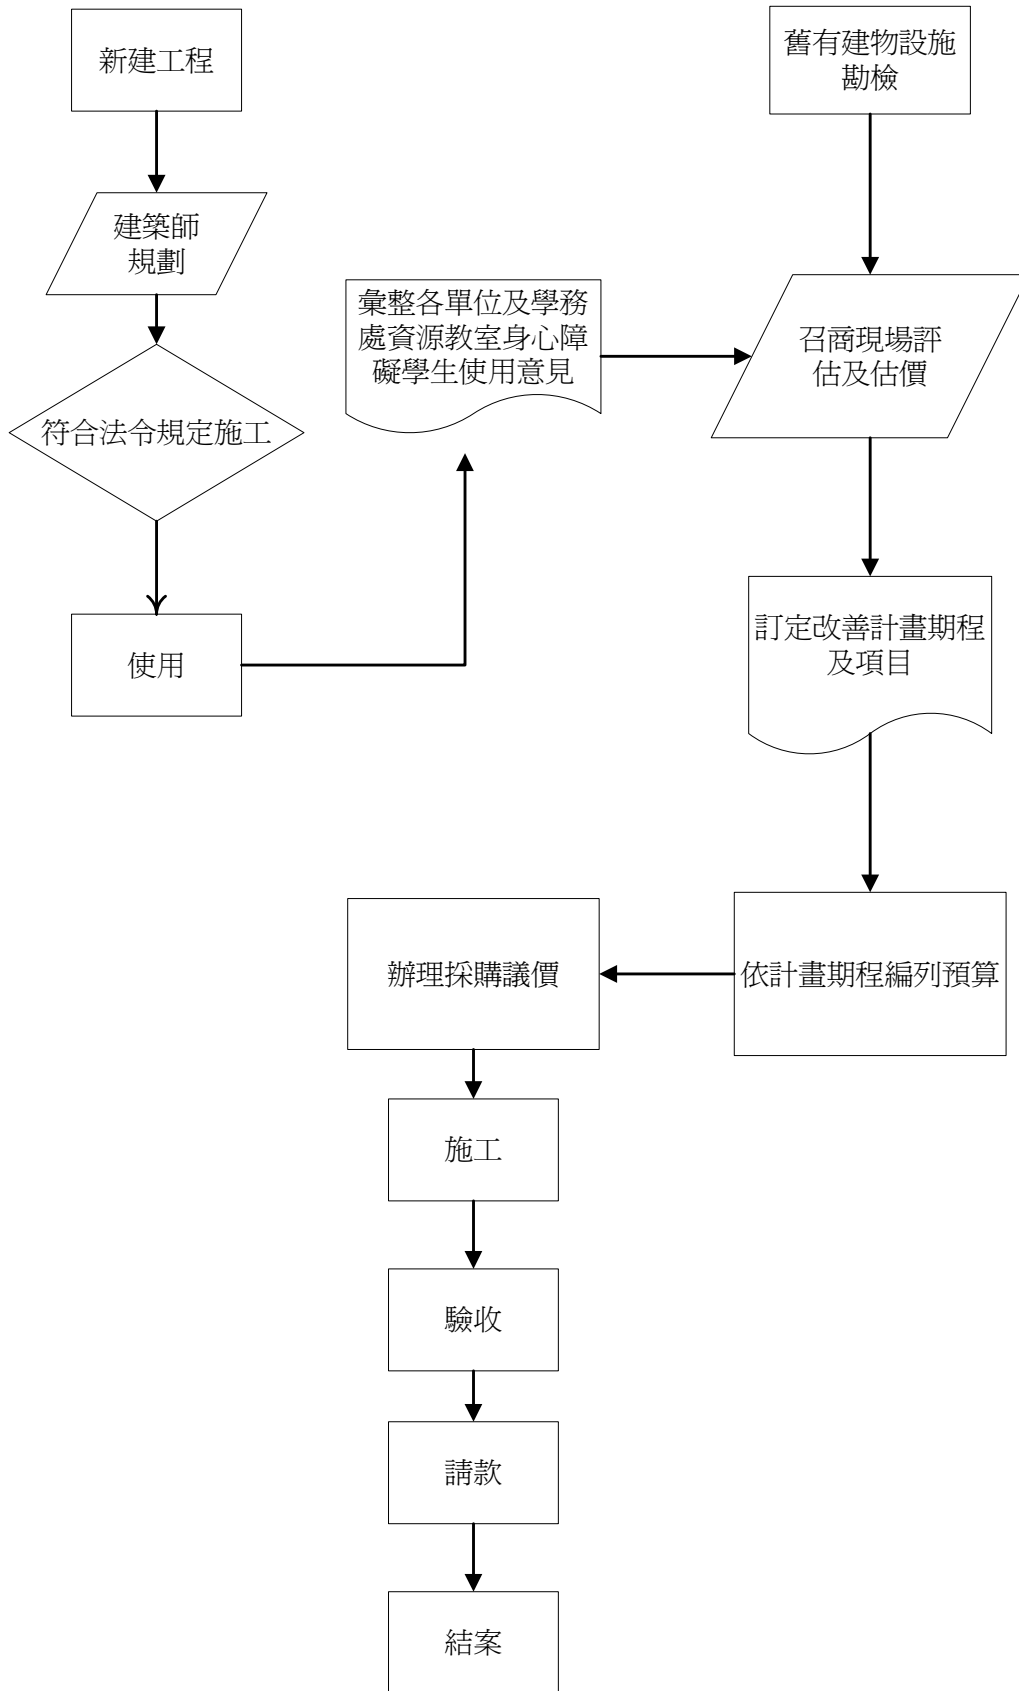 新建工程
建築師
規劃
符合法令規定施工
使用
彙整各單位及學務
處資源教室身心障
礙學生使用意見
舊有建物設施
勘檢
召商現場評
估及估價
訂定改善計畫期程
及項目
依計畫期程編列預算
辦理採購議價
施工
驗收
請款
結案